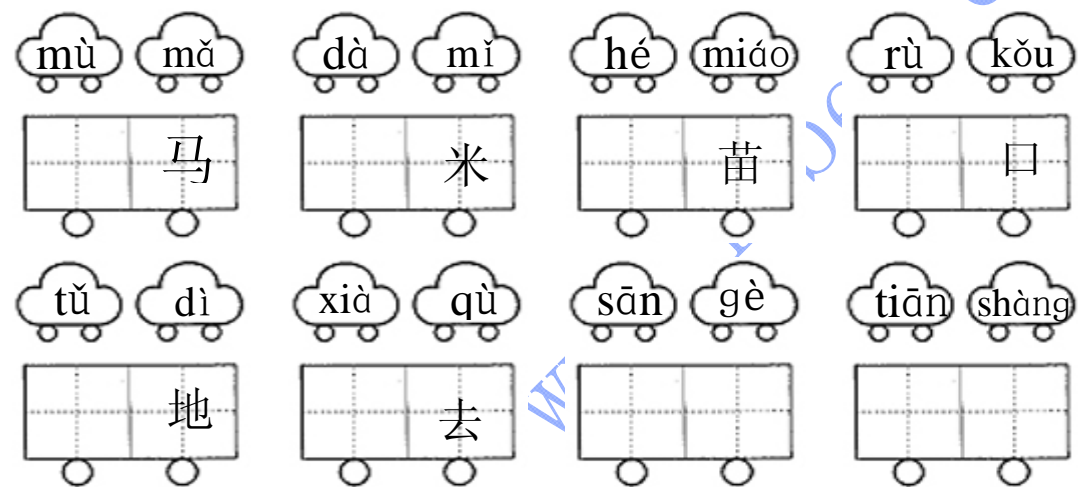 mù mǎ dà mǐ hé miáo rù kǒu
马 米 苗 口
tǔ dì xià qù sān gè tiān shàng
地 去